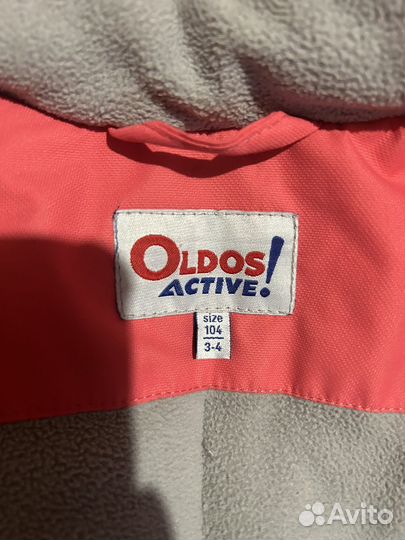 OLDOS
ACTIVE!
size
104
3-4
Avito